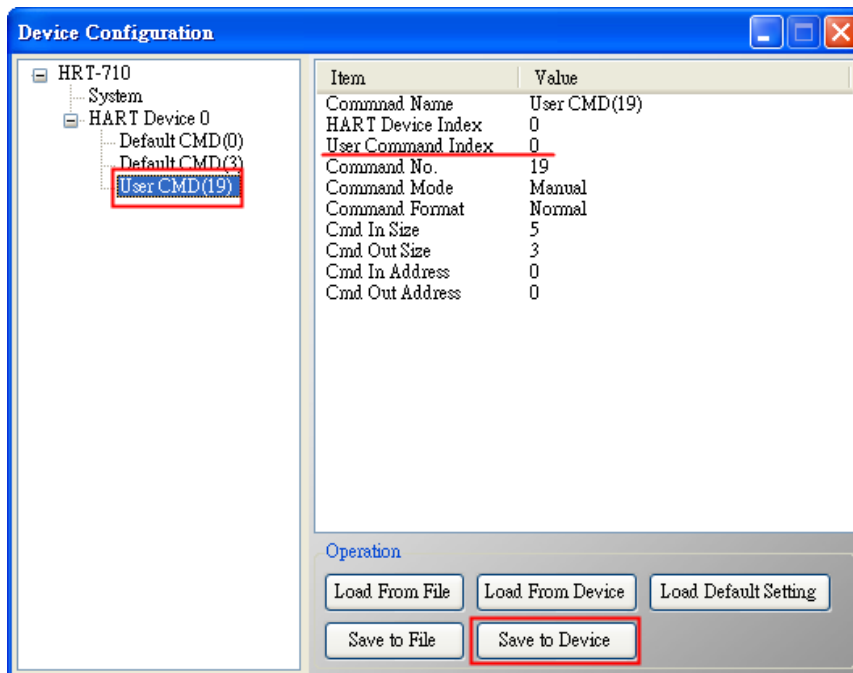 Device Configuration
HRT-710
System
HART Device 0
Default CMD(0)
Default CMD(3)
User CMD(19)
Item Value
Commnad Name User CMD(19)
HART Device Index 0
User Command Index 0
Command No. 19
Command Mode Manual
Command Format Normal
Cmd In Size 5
Cmd Out Size 3
Cmd In Address 0
Cmd Out Address 0
Operation
Load From File Load From Device Load Default Setting
Save to File Save to Device